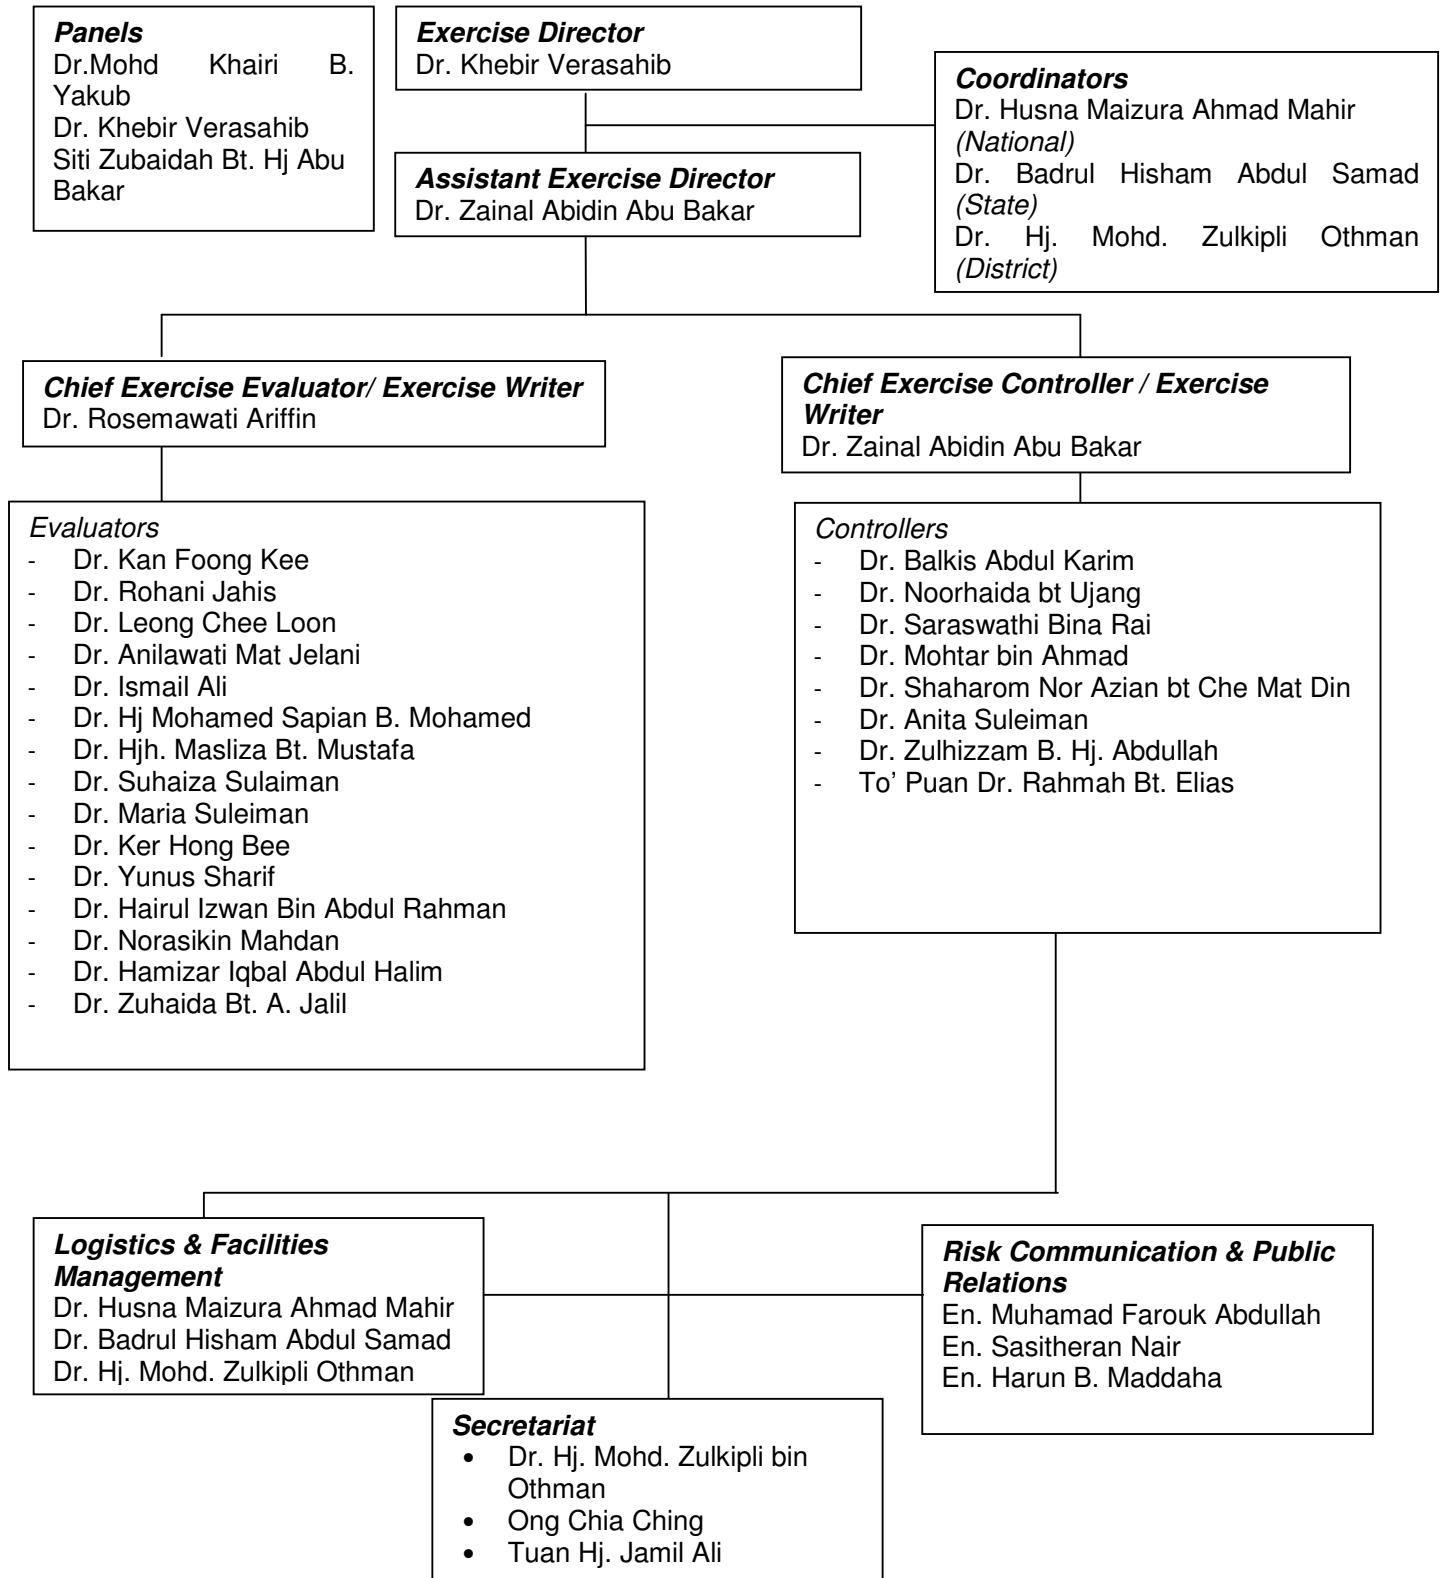 Panels
Dr.Mohd Khairi B.
Yakub
Dr. Khebir Verasahib
Siti Zubaidah Bt. Hj Abu
Bakar
Exercise Director
Dr. Khebir Verasahib
Coordinators
Dr. Husna Maizura Ahmad Mahir
(National)
Dr. Badrul Hisham Abdul Samad
(State)
Dr. Hj. Mohd. Zulkipli Othman
(District)
Assistant Exercise Director
Dr. Zainal Abidin Abu Bakar
Chief Exercise Evaluator/ Exercise Writer
Dr. Rosemawati Ariffin
Chief Exercise Controller / Exercise
Writer
Dr. Zainal Abidin Abu Bakar
Evaluators
- Dr. Kan Foong Kee
- Dr. Rohani Jahis
- Dr. Leong Chee Loon
- Dr. Anilawati Mat Jelani
- Dr. Ismail Ali
- Dr. Hj Mohamed Sapian B. Mohamed
- Dr. Hjh. Masliza Bt. Mustafa
- Dr. Suhaiza Sulaiman
- Dr. Maria Suleiman
- Dr. Ker Hong Bee
- Dr. Yunus Sharif
- Dr. Hairul Izwan Bin Abdul Rahman
- Dr. Norasikin Mahdan
- Dr. Hamizar Iqbal Abdul Halim
- Dr. Zuhaida Bt. A. Jalil
Controllers
- Dr. Balkis Abdul Karim
- Dr. Noorhaida bt Ujang
- Dr. Saraswathi Bina Rai
- Dr. Mohtar bin Ahmad
- Dr. Shaharom Nor Azian bt Che Mat Din
- Dr. Anita Suleiman
- Dr. Zulhizzam B. Hj. Abdullah
- To' Puan Dr. Rahmah Bt. Elias
Logistics & Facilities
Management
Dr. Husna Maizura Ahmad Mahir
Dr. Badrul Hisham Abdul Samad
Dr. Hj. Mohd. Zulkipli Othman
Risk Communication & Public
Relations
En. Muhamad Farouk Abdullah
En. Sasitheran Nair
En. Harun B. Maddaha
Secretariat
• Dr. Hj. Mohd. Zulkipli bin
Othman
• Ong Chia Ching
• Tuan Hj. Jamil Ali